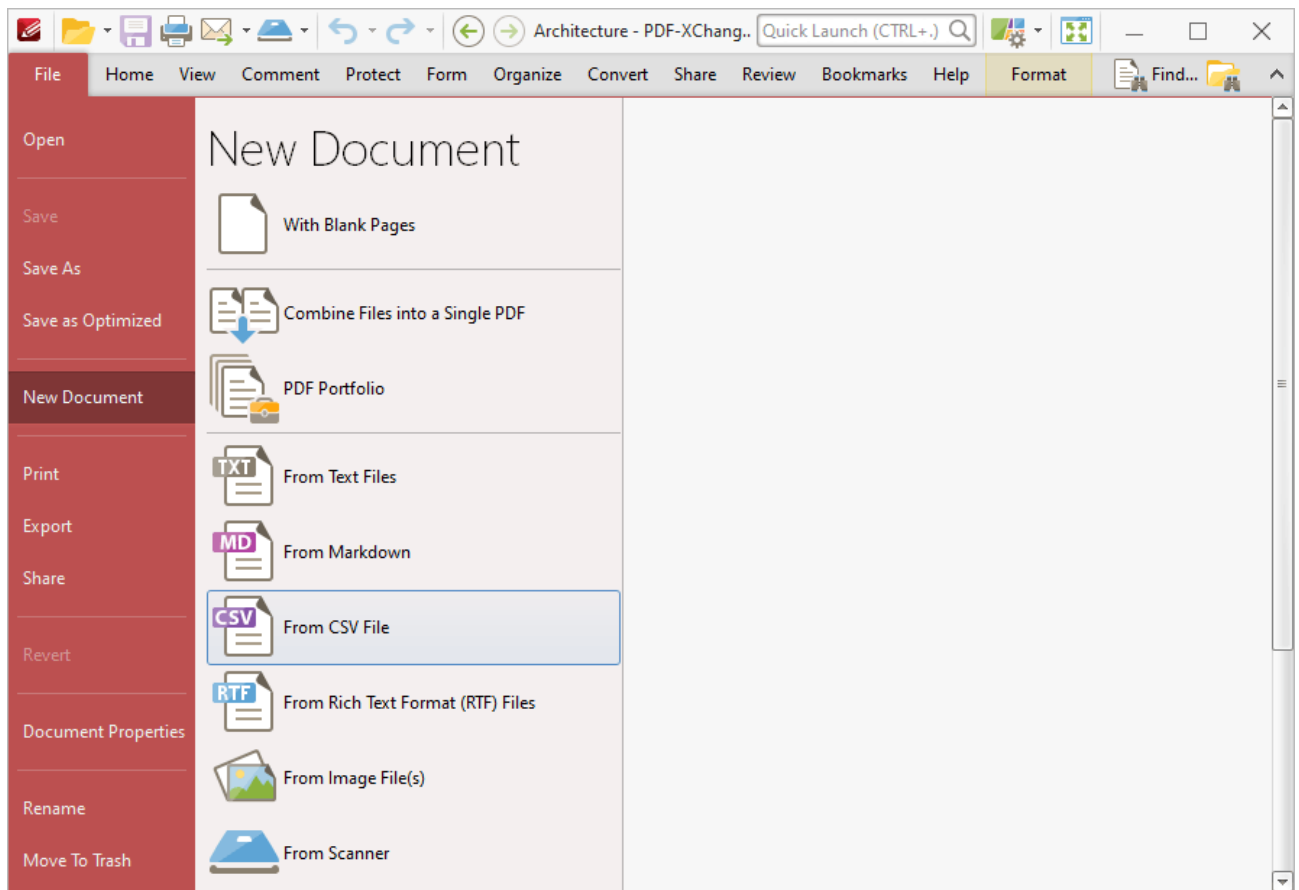 Architecture - PDF-XChang.. Quick Launch (CTRL+.)
File Home View Comment Protect Form Organize Convert Share Review Bookmarks Help Format Find...
Open
Save
Save As
Save as Optimized
New Document
Print
Export
Share
Revert
Document Properties
Rename
Move To Trash
New Document
With Blank Pages
Combine Files into a Single PDF
PDF Portfolio
TXT From Text Files
MD From Markdown
CSV From CSV File
RTF From Rich Text Format (RTF) Files
From Image File(s)
From Scanner